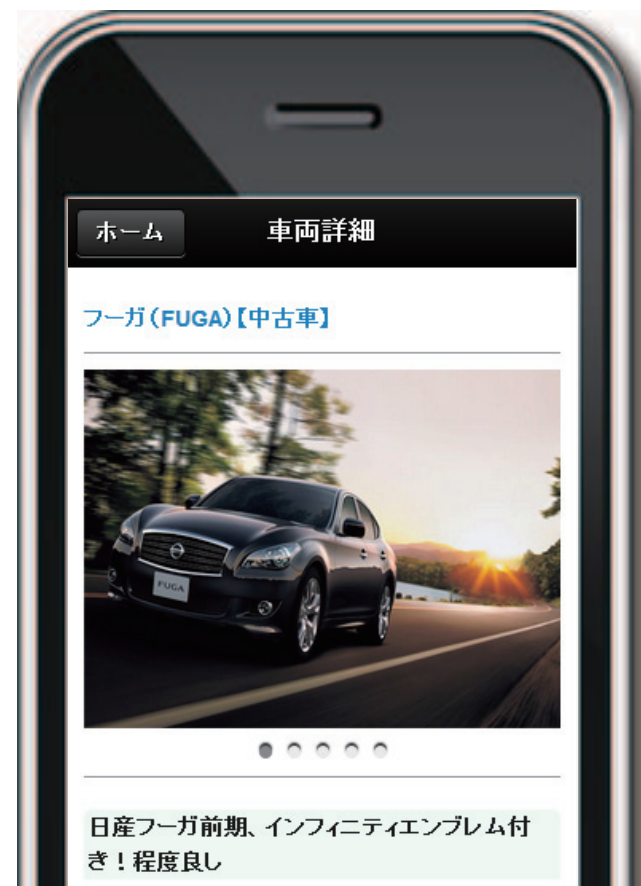 ホーム
車両詳細
フーガ（FUGA）【中古車】
FUGA
日産フーガ前期、インフィニティエンブレム付
き！程度良し